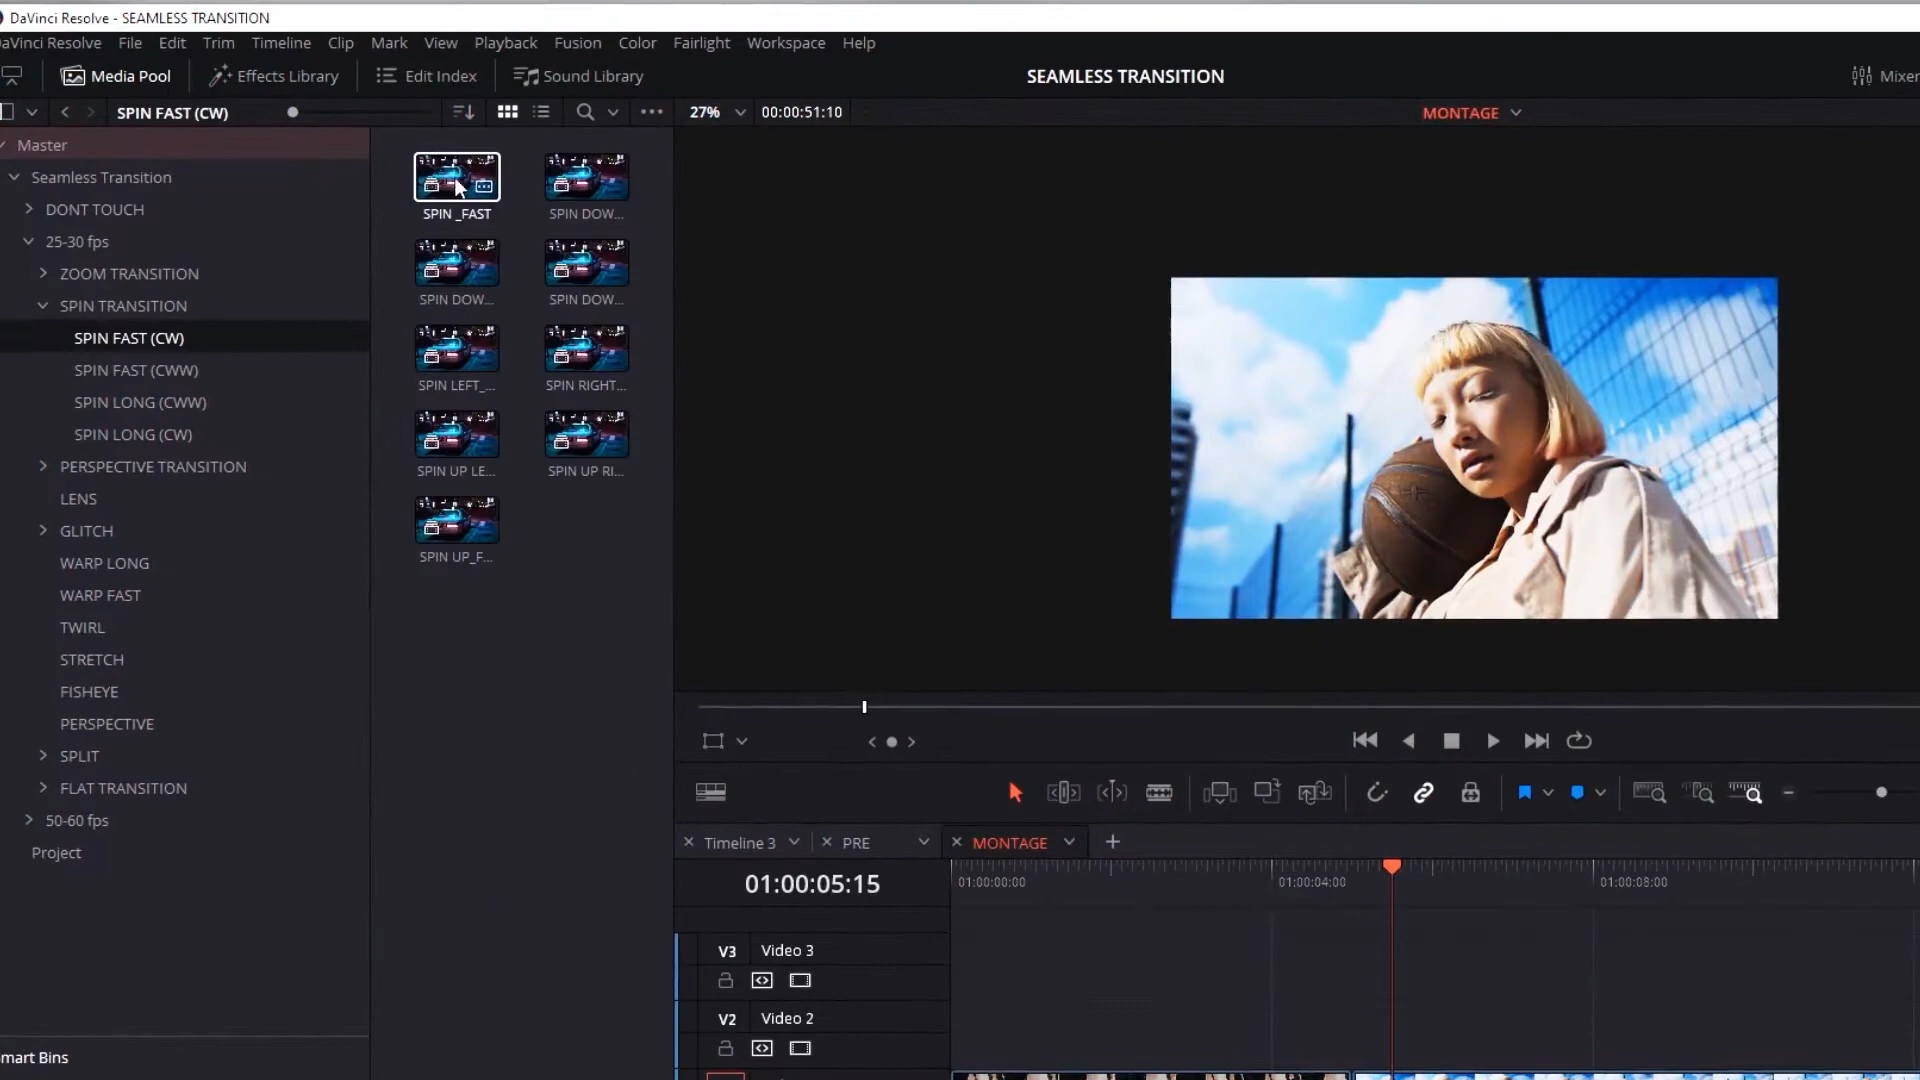 DaVinci Resolve - SEAMLESS TRANSITION
DaVinci Resolve File Edit Trim Timeline Clip Mark View Playback Fusion Color Fairlight Workspace Help
Media Pool Effects Library Edit Index Sound Library SEAMLESS TRANSITION Mixer
SPIN FAST (CW) 27% 00:00:51:10 MONTAGE
Master
Seamless Transition
DONT TOUCH
25-30 fps
ZOOM TRANSITION
SPIN TRANSITION
SPIN FAST (CW)
SPIN FAST (CWW)
SPIN LONG (CWW)
SPIN LONG (CW)
PERSPECTIVE TRANSITION
LENS
GLITCH
WARP LONG
WARP FAST
TWIRL
STRETCH
FISHEYE
PERSPECTIVE
SPLIT
FLAT TRANSITION
50-60 fps
Project
mart Bins
SPIN _FAST SPIN DOW...
SPIN DOW... SPIN DOW...
SPIN LEFT_... SPIN RIGHT...
SPIN UP LE... SPIN UP RI...
SPIN UP_F...
Timeline 3 PRE MONTAGE
01:00:05:15 01:00:00:00 01:00:04:00 01:00:08:00
V3 Video 3
V2 Video 2